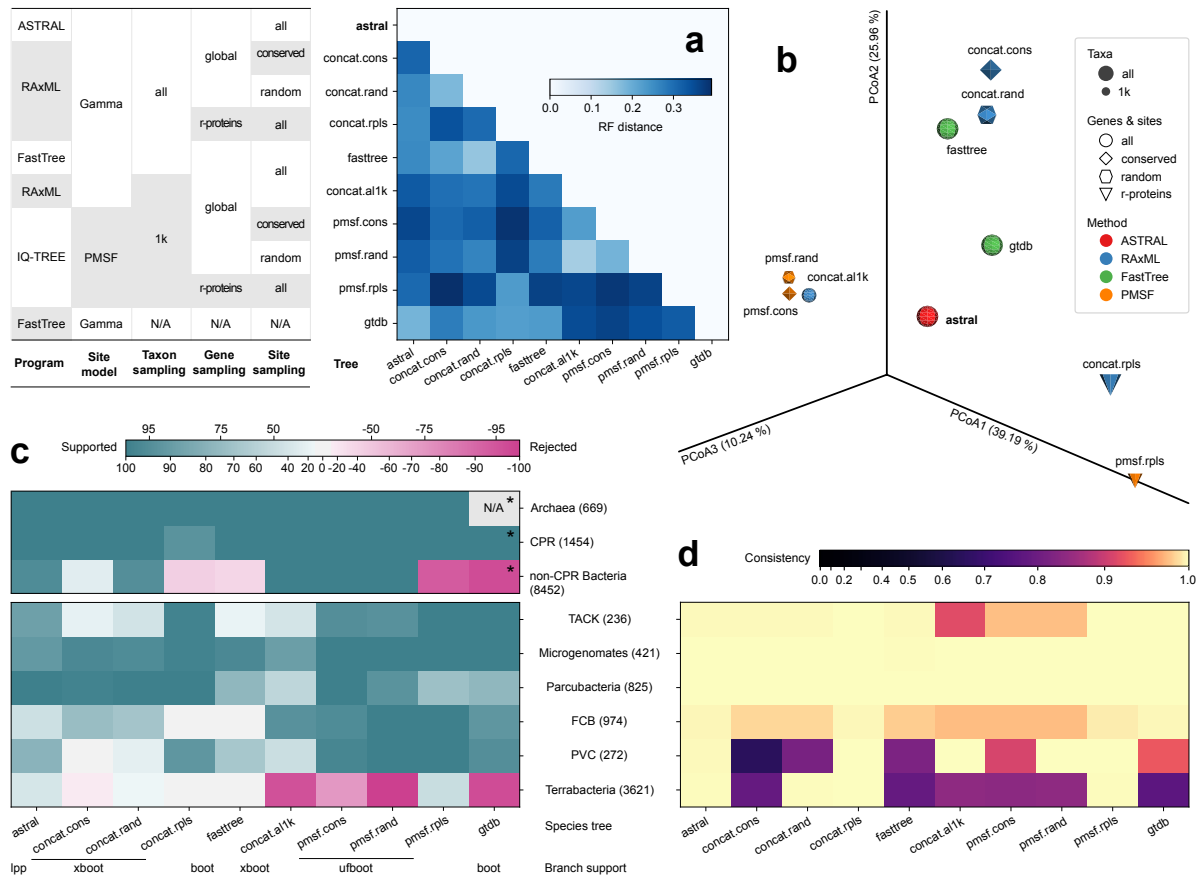 ASTRAL
RAxML
FastTree
RAxML
IQ-TREE
FastTree
Program
Gamma
PMSF
Gamma
Site
model
all
1k
N/A
Taxon
sampling
global
r-proteins
global
r-proteins
N/A
Gene
sampling
all
conserved
random
all
all
conserved
random
all
N/A
Site
sampling
a
astral
concat.cons
concat.rand
concat.rpls
fasttree
concat.al1k
pmsf.cons
pmsf.rand
pmsf.rpls
gtdb
Tree
0.0 0.1 0.2 0.3
RF distance
astral
concat.cons
concat.rand
concat.rpls
fasttree
concat.al1k
pmsf.cons
pmsf.rand
pmsf.rpls
gtdb
b
PCoA2 (25.96 %)
PCoA1 (39.19 %)
PCoA3 (10.24 %)
concat.cons
concat.rand
fasttree
gtdb
pmsf.rand
concat.al1k
pmsf.cons
astral
concat.rpls
pmsf.rpls
Taxa
all
1k
Genes & sites
all
conserved
random
r-proteins
Method
ASTRAL
RAxML
FastTree
PMSF
c
Supported
Rejected
95 75 50 -50 -75 -95
100 90 80 70 60 40 20 0 -20 -40 -60 -70 -80 -90 -100
N/A *
*
*
Archaea (669)
CPR (1454)
non-CPR Bacteria
(8452)
TACK (236)
Microgenomates (421)
Parcubacteria (825)
FCB (974)
PVC (272)
Terrabacteria (3621)
astral
concat.cons
concat.rand
concat.rpls
fasttree
concat.al1k
pmsf.cons
pmsf.rand
pmsf.rpls
gtdb
Species tree
lpp xboot boot xboot ufboot boot
Branch support
d
Consistency
0.0 0.2 0.4 0.5 0.6 0.7 0.8 0.9 1.0
astral
concat.cons
concat.rand
concat.rpls
fasttree
concat.al1k
pmsf.cons
pmsf.rand
pmsf.rpls
gtdb